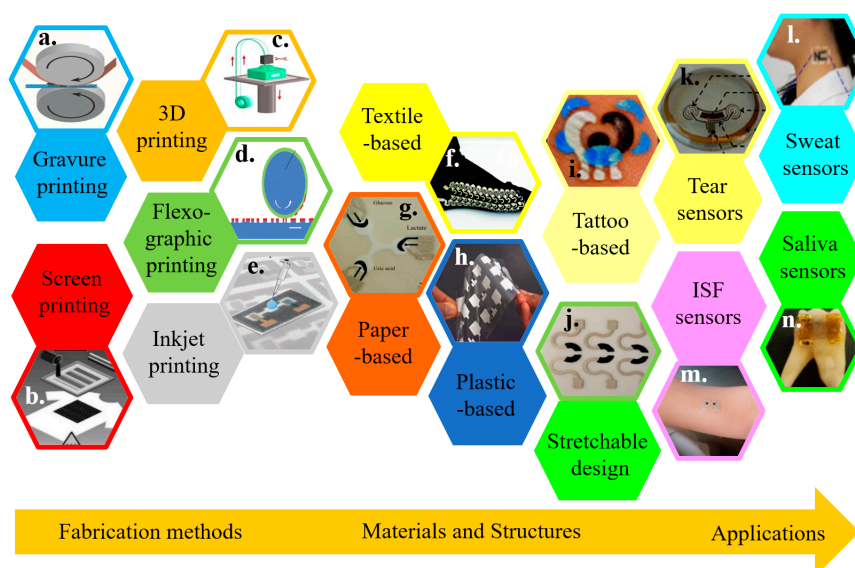 a.
Gravure
printing
Screen
printing
b.
3D
printing
c.
d.
Flexo-
graphic
printing
e.
Inkjet
printing
Textile
-based
f.
g.
Glucose
Lactate
Uric acid
Paper
-based
h.
Plastic
-based
i.
Tattoo
-based
j.
Stretchable
design
k.
Tear
sensors
l.
Sweat
sensors
ISF
sensors
m.
Saliva
sensors
n.
Fabrication methods
Materials and Structures
Applications